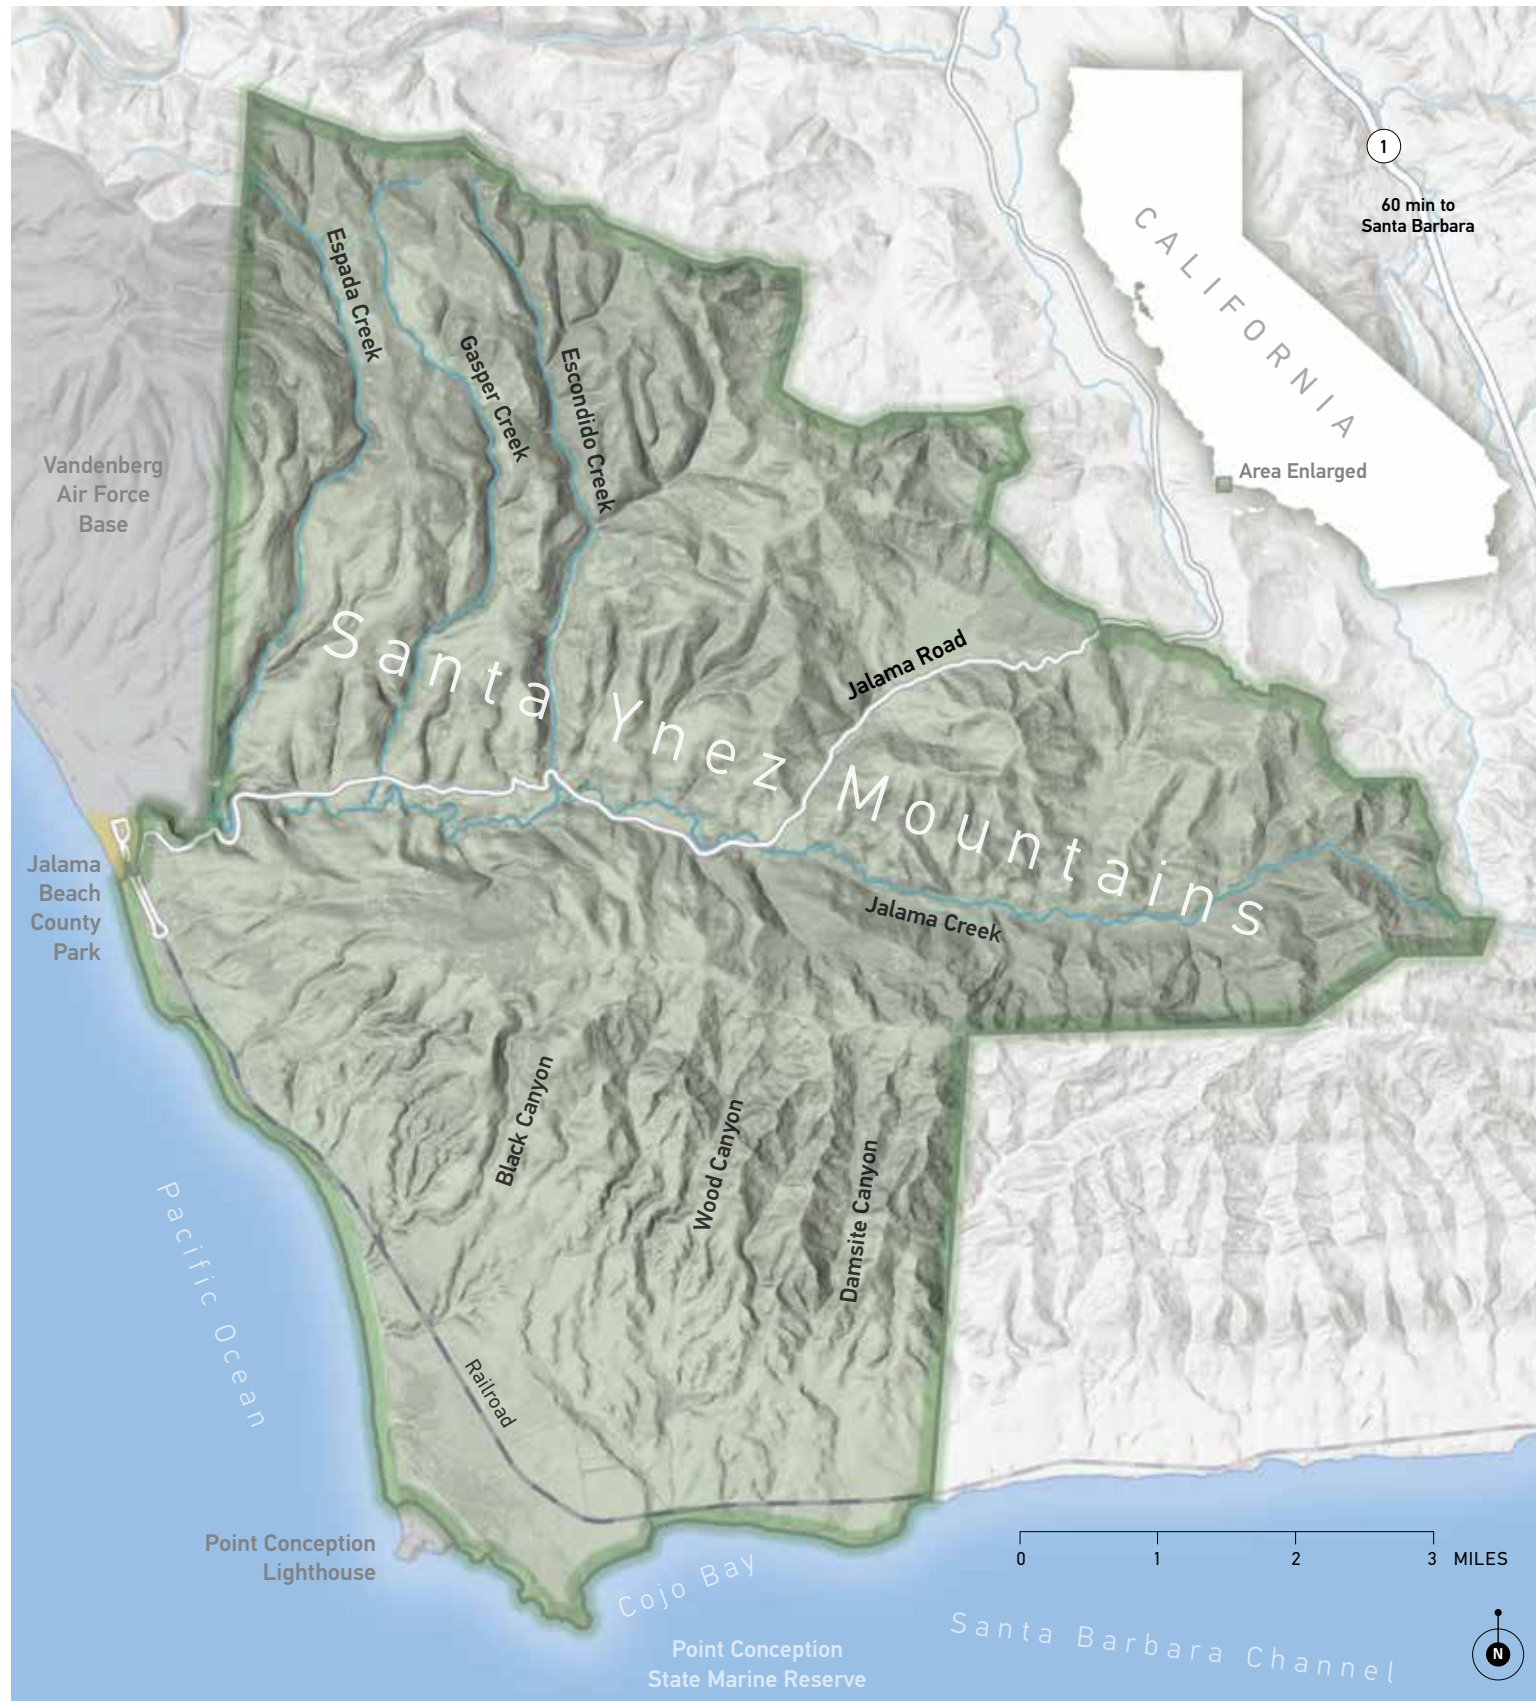 1
60 min to
Santa Barbara
CALIFORNIA
Area Enlarged
Espada Creek
Gasper Creek
Escondido Creek
Vandenberg
Air Force
Base
Jalama Road
Santa Ynez Mountains
Jalama
Beach
County
Park
Jalama Creek
Black Canyon
Wood Canyon
Damsite Canyon
Pacific Ocean
Railroad
Point Conception
Lighthouse
Cojo Bay
0 1 2 3 MILES
Santa Barbara Channel
Point Conception
State Marine Reserve
N